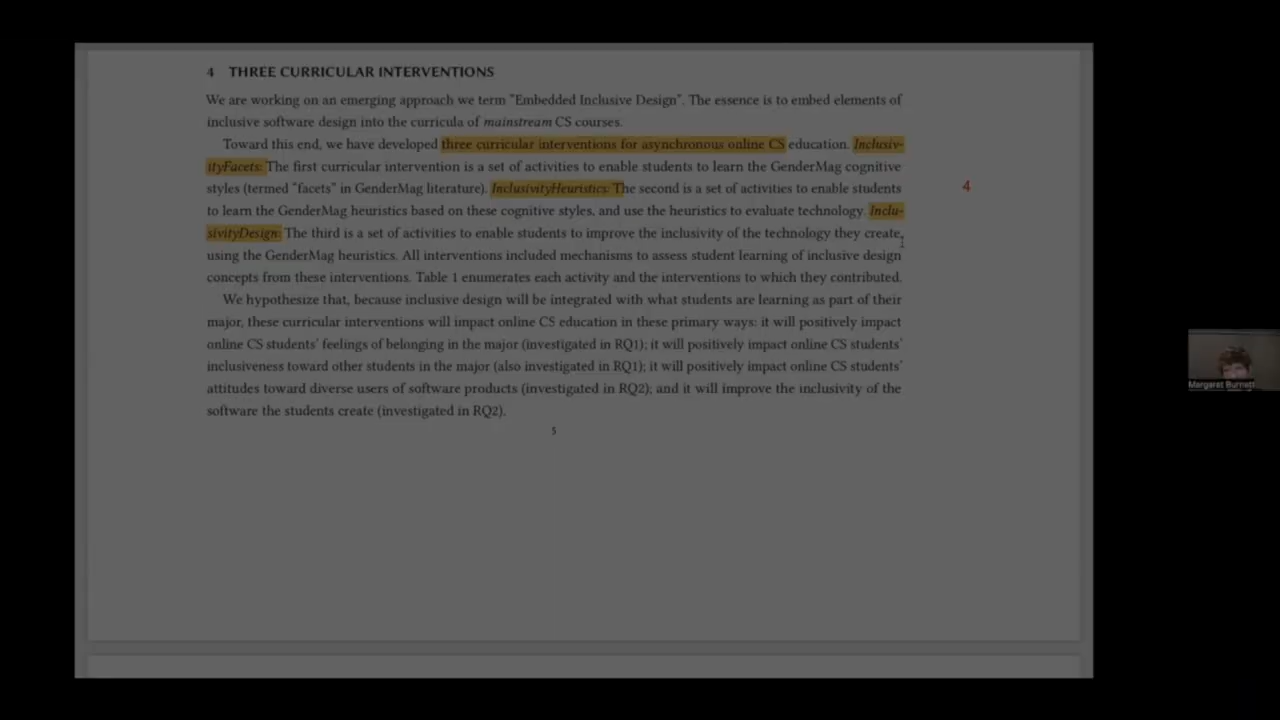 4 THREE CURRICULAR INTERVENTIONS
We are working on an emerging approach we term "Embedded Inclusive Design". The essence is to embed elements of
inclusive software design into the curricula of mainstream CS courses.
Toward this end, we have developed three curricular interventions for asynchronous online CS education. Inclusiv-
ityFacets: The first curricular intervention is a set of activities to enable students to learn the GenderMag cognitive
styles (termed "facets" in GenderMag literature). InclusivityHeuristics: The second is a set of activities to enable students
4
to learn the GenderMag heuristics based on these cognitive styles, and use the heuristics to evaluate technology. Inclu-
sivityDesign: The third is a set of activities to enable students to improve the inclusivity of the technology they create,
using the GenderMag heuristics. All interventions included mechanisms to assess student learning of inclusive design
concepts from these interventions. Table 1 enumerates each activity and the interventions to which they contributed.
We hypothesize that, because inclusive design will be integrated with what students are learning as part of their
major, these curricular interventions will impact online CS education in these primary ways: it will positively impact
online CS students' feelings of belonging in the major (investigated in RQ1); it will positively impact online CS students'
inclusiveness toward other students in the major (also investigated in RQ1); it will positively impact online CS students'
attitudes toward diverse users of software products (investigated in RQ2); and it will improve the inclusivity of the
software the students create (investigated in RQ2).
5
Margaret Burnett